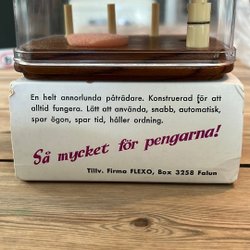 En helt annorlunda påträdare. Konstruerad för att
alltid fungera. Lätt att använda, snabb, automatisk,
spar ögon, spar tid, håller ordning.
Så mycket för pengarna!
Tillv. Firma FLEXO, Box 3258 Falun